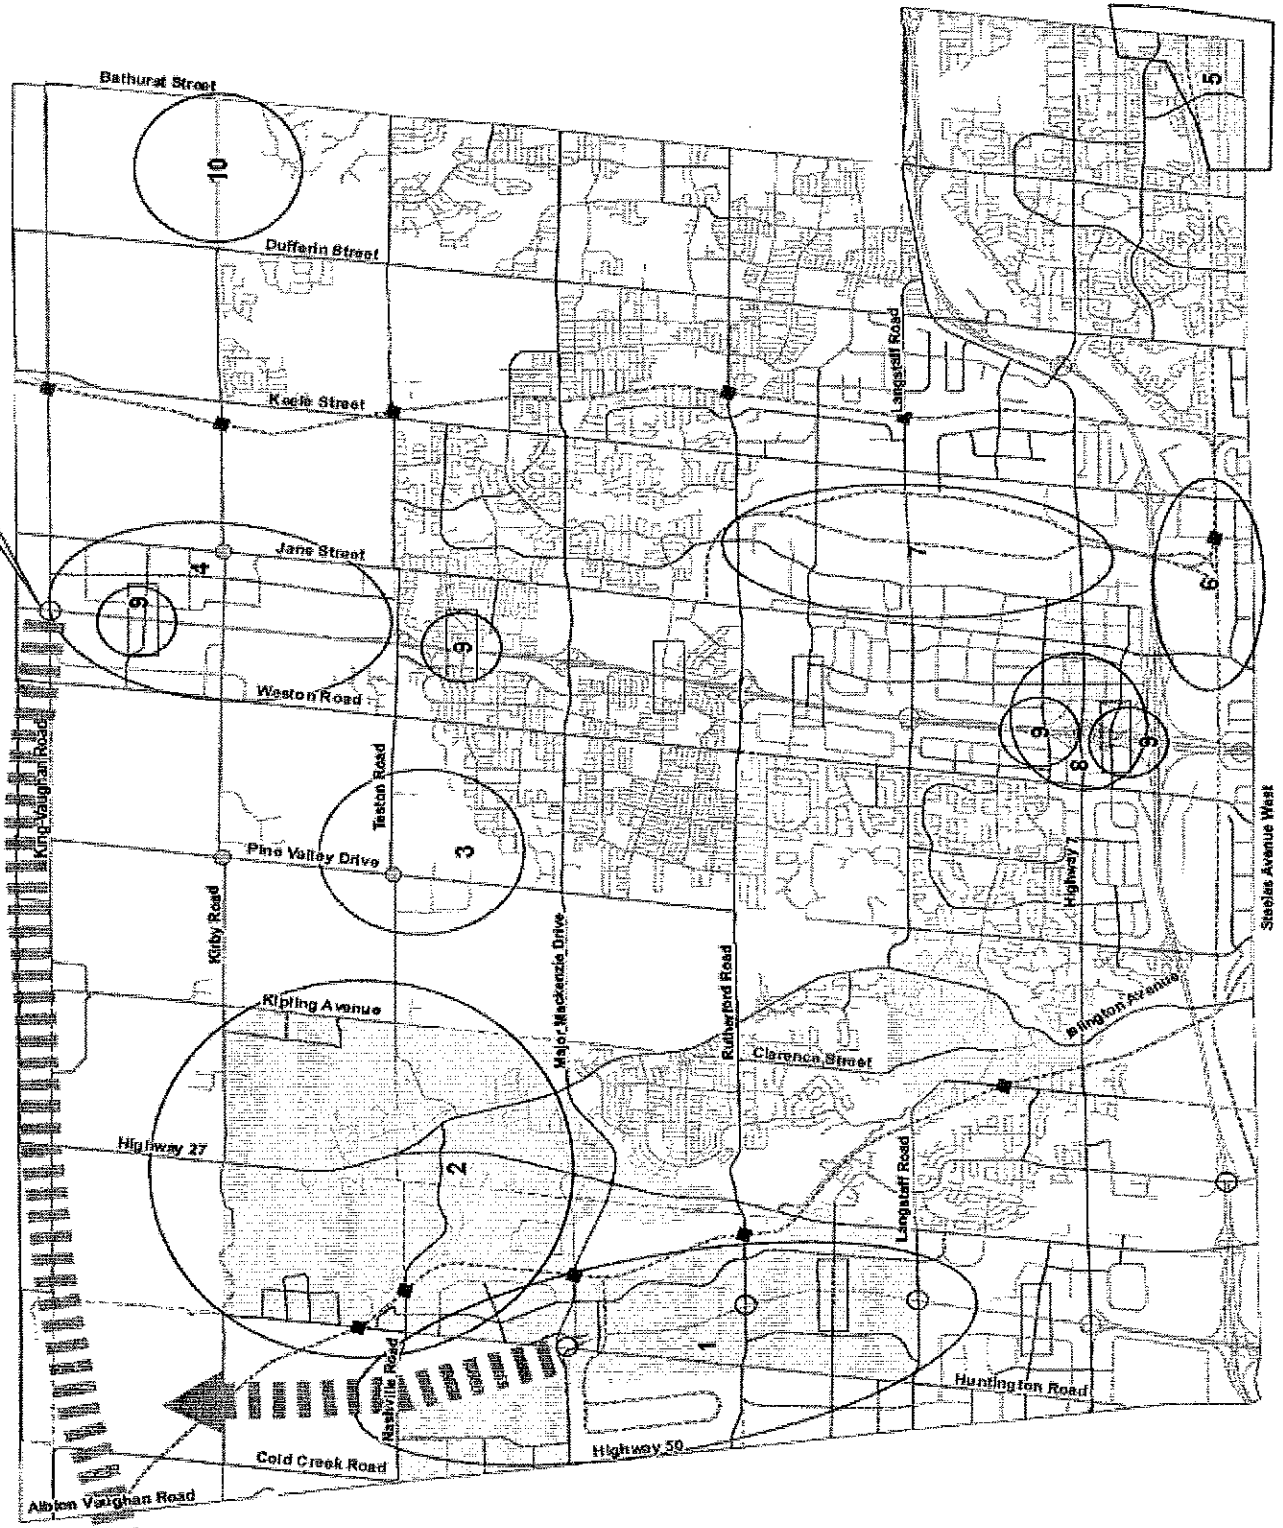 Bathurst Street
10
5
Dufferin Street
Keele Street
Langstaff Road
Jane Street
4
9
7
6
9
Weston Road
King-Vaughan Road
Teston Road
9
9
8
Pine Valley Drive
3
Kirby Road
Highway 7
Steeles Avenue West
Major Mackenzie Drive
Rutherford Road
Kipling Avenue
Islington Avenue
Clarence Street
Highway 27
2
Langstaff Road
1
Nashville Road
Huntington Road
Highway 50
Cold Creek Road
Albion Vaughan Road